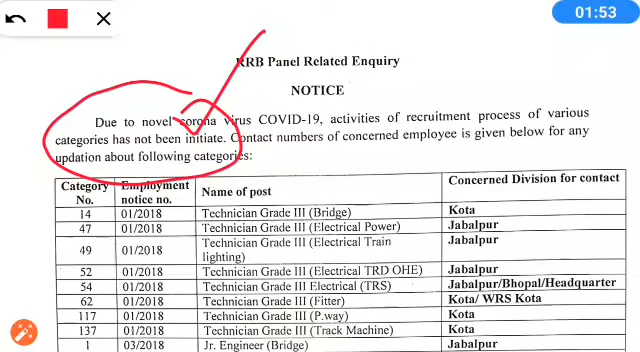 01:53
RRB Panel Related Enquiry
NOTICE
Due to novel corona virus COVID-19, activities of recruitment process of various
categories has not been initiate. Contact numbers of concerned employee is given below for any
updation about following categories:
Category No. Employment notice no. Name of post Concerned Division for contact
14 01/2018 Technician Grade III (Bridge) Kota
47 01/2018 Technician Grade III (Electrical Power) Jabalpur
49 01/2018 Technician Grade III (Electrical Train lighting) Jabalpur
52 01/2018 Technician Grade III (Electrical TRD OHE) Jabalpur
54 01/2018 Technician Grade III Electrical (TRS) Jabalpur/Bhopal/Headquarter
62 01/2018 Technician Grade III (Fitter) Kota/ WRS Kota
117 01/2018 Technician Grade III (P.way) Kota
137 01/2018 Technician Grade III (Track Machine) Kota
1 03/2018 Jr. Engineer (Bridge) Jabalpur